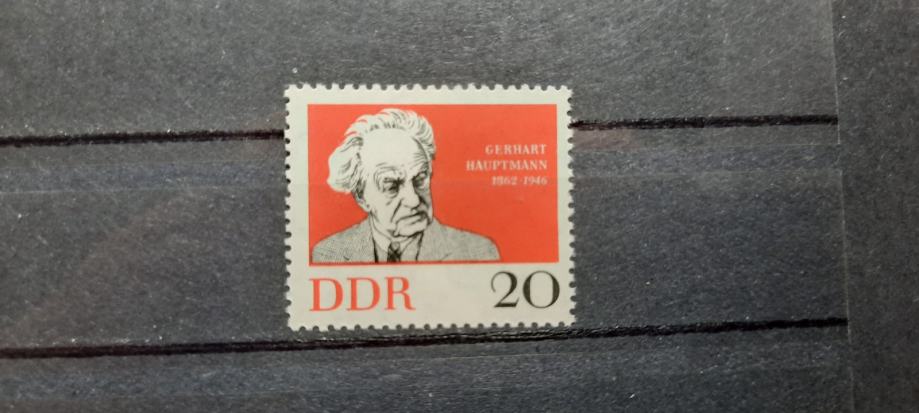 GERHART
HAUPTMANN
1862-1946
DDR 20